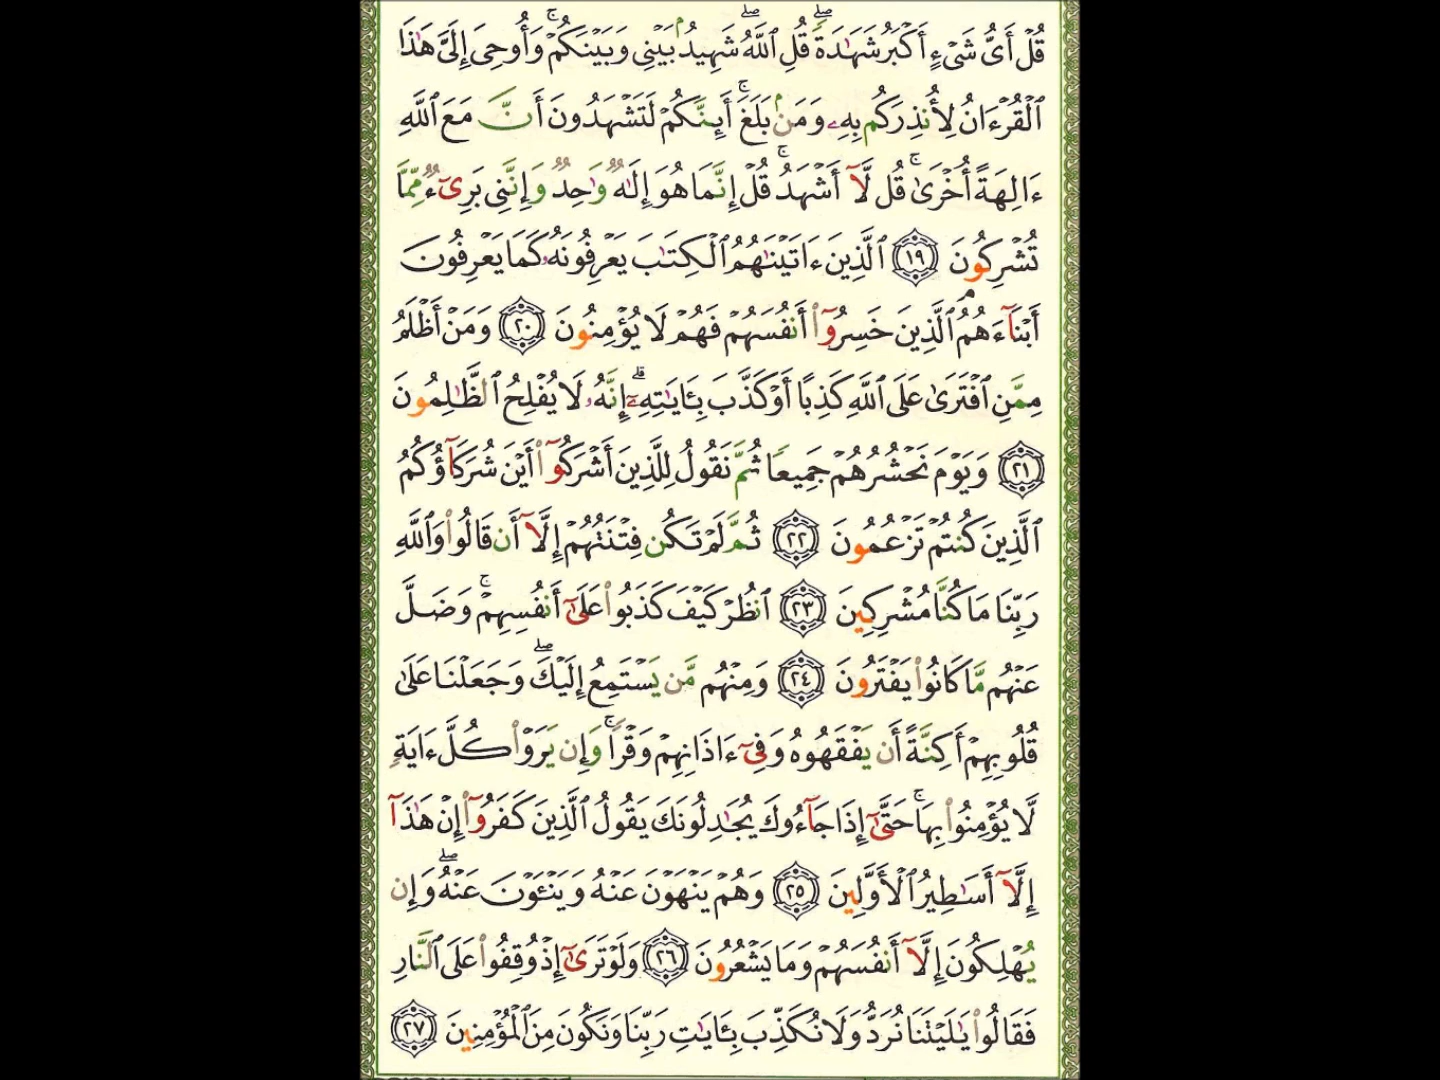 قُلْ أَىُّ شَىْءٍ أَكْبَرُ شَهَـٰدَةً ۖ قُلِ ٱللَّهُ ۖ شَهِيدُۢ بَيْنِى وَبَيْنَكُمْ ۚ وَأُوحِىَ إِلَىَّ هَـٰذَا
ٱلْقُرْءَانُ لِأُنذِرَكُم بِهِۦ وَمَنۢ بَلَغَ ۚ أَئِنَّكُمْ لَتَشْهَدُونَ أَنَّ مَعَ ٱللَّهِ
ءَالِهَةً أُخْرَىٰ ۚ قُل لَّآ أَشْهَدُ ۚ قُلْ إِنَّمَا هُوَ إِلَـٰهٌ وَٰحِدٌ وَإِنَّنِى بَرِىٓءٌ مِّمَّا
تُشْرِكُونَ ١٩ ٱلَّذِينَ ءَاتَيْنَـٰهُمُ ٱلْكِتَـٰبَ يَعْرِفُونَهُۥ كَمَا يَعْرِفُونَ
أَبْنَآءَهُمُ ۘ ٱلَّذِينَ خَسِرُوٓا۟ أَنفُسَهُمْ فَهُمْ لَا يُؤْمِنُونَ ٢٠ وَمَنْ أَظْلَمُ
مِمَّنِ ٱفْتَرَىٰ عَلَى ٱللَّهِ كَذِبًا أَوْ كَذَّبَ بِـَٔايَـٰتِهِۦٓ ۗ إِنَّهُۥ لَا يُفْلِحُ ٱلظَّـٰلِمُونَ
٢١ وَيَوْمَ نَحْشُرُهُمْ جَمِيعًا ثُمَّ نَقُولُ لِلَّذِينَ أَشْرَكُوٓا۟ أَيْنَ شُرَكَآؤُكُمُ
ٱلَّذِينَ كُنتُمْ تَزْعُمُونَ ٢٢ ثُمَّ لَمْ تَكُن فِتْنَتُهُمْ إِلَّآ أَن قَالُوا۟ وَٱللَّهِ
رَبِّنَا مَا كُنَّا مُشْرِكِينَ ٢٣ ٱنظُرْ كَيْفَ كَذَبُوا۟ عَلَىٰٓ أَنفُسِهِمْ ۚ وَضَلَّ
عَنْهُم مَّا كَانُوا۟ يَفْتَرُونَ ٢٤ وَمِنْهُم مَّن يَسْتَمِعُ إِلَيْكَ ۖ وَجَعَلْنَا عَلَىٰ
قُلُوبِهِمْ أَكِنَّةً أَن يَفْقَهُوهُ وَفِىٓ ءَاذَانِهِمْ وَقْرًا ۚ وَإِن يَرَوْا۟ كُلَّ ءَايَةٍ
لَّا يُؤْمِنُوا۟ بِهَا ۚ حَتَّىٰٓ إِذَا جَآءُوكَ يُجَـٰدِلُونَكَ يَقُولُ ٱلَّذِينَ كَفَرُوٓا۟ إِنْ هَـٰذَآ
إِلَّآ أَسَـٰطِيرُ ٱلْأَوَّلِينَ ٢٥ وَهُمْ يَنْهَوْنَ عَنْهُ وَيَنْـَٔوْنَ عَنْهُ ۖ وَإِن
يُهْلِكُونَ إِلَّآ أَنفُسَهُمْ وَمَا يَشْعُرُونَ ٢٦ وَلَوْ تَرَىٰٓ إِذْ وُقِفُوا۟ عَلَى ٱلنَّارِ
فَقَالُوا۟ يَـٰلَيْتَنَا نُرَدُّ وَلَا نُكَذِّبَ بِـَٔايَـٰتِ رَبِّنَا وَنَكُونَ مِنَ ٱلْمُؤْمِنِينَ ٢٧